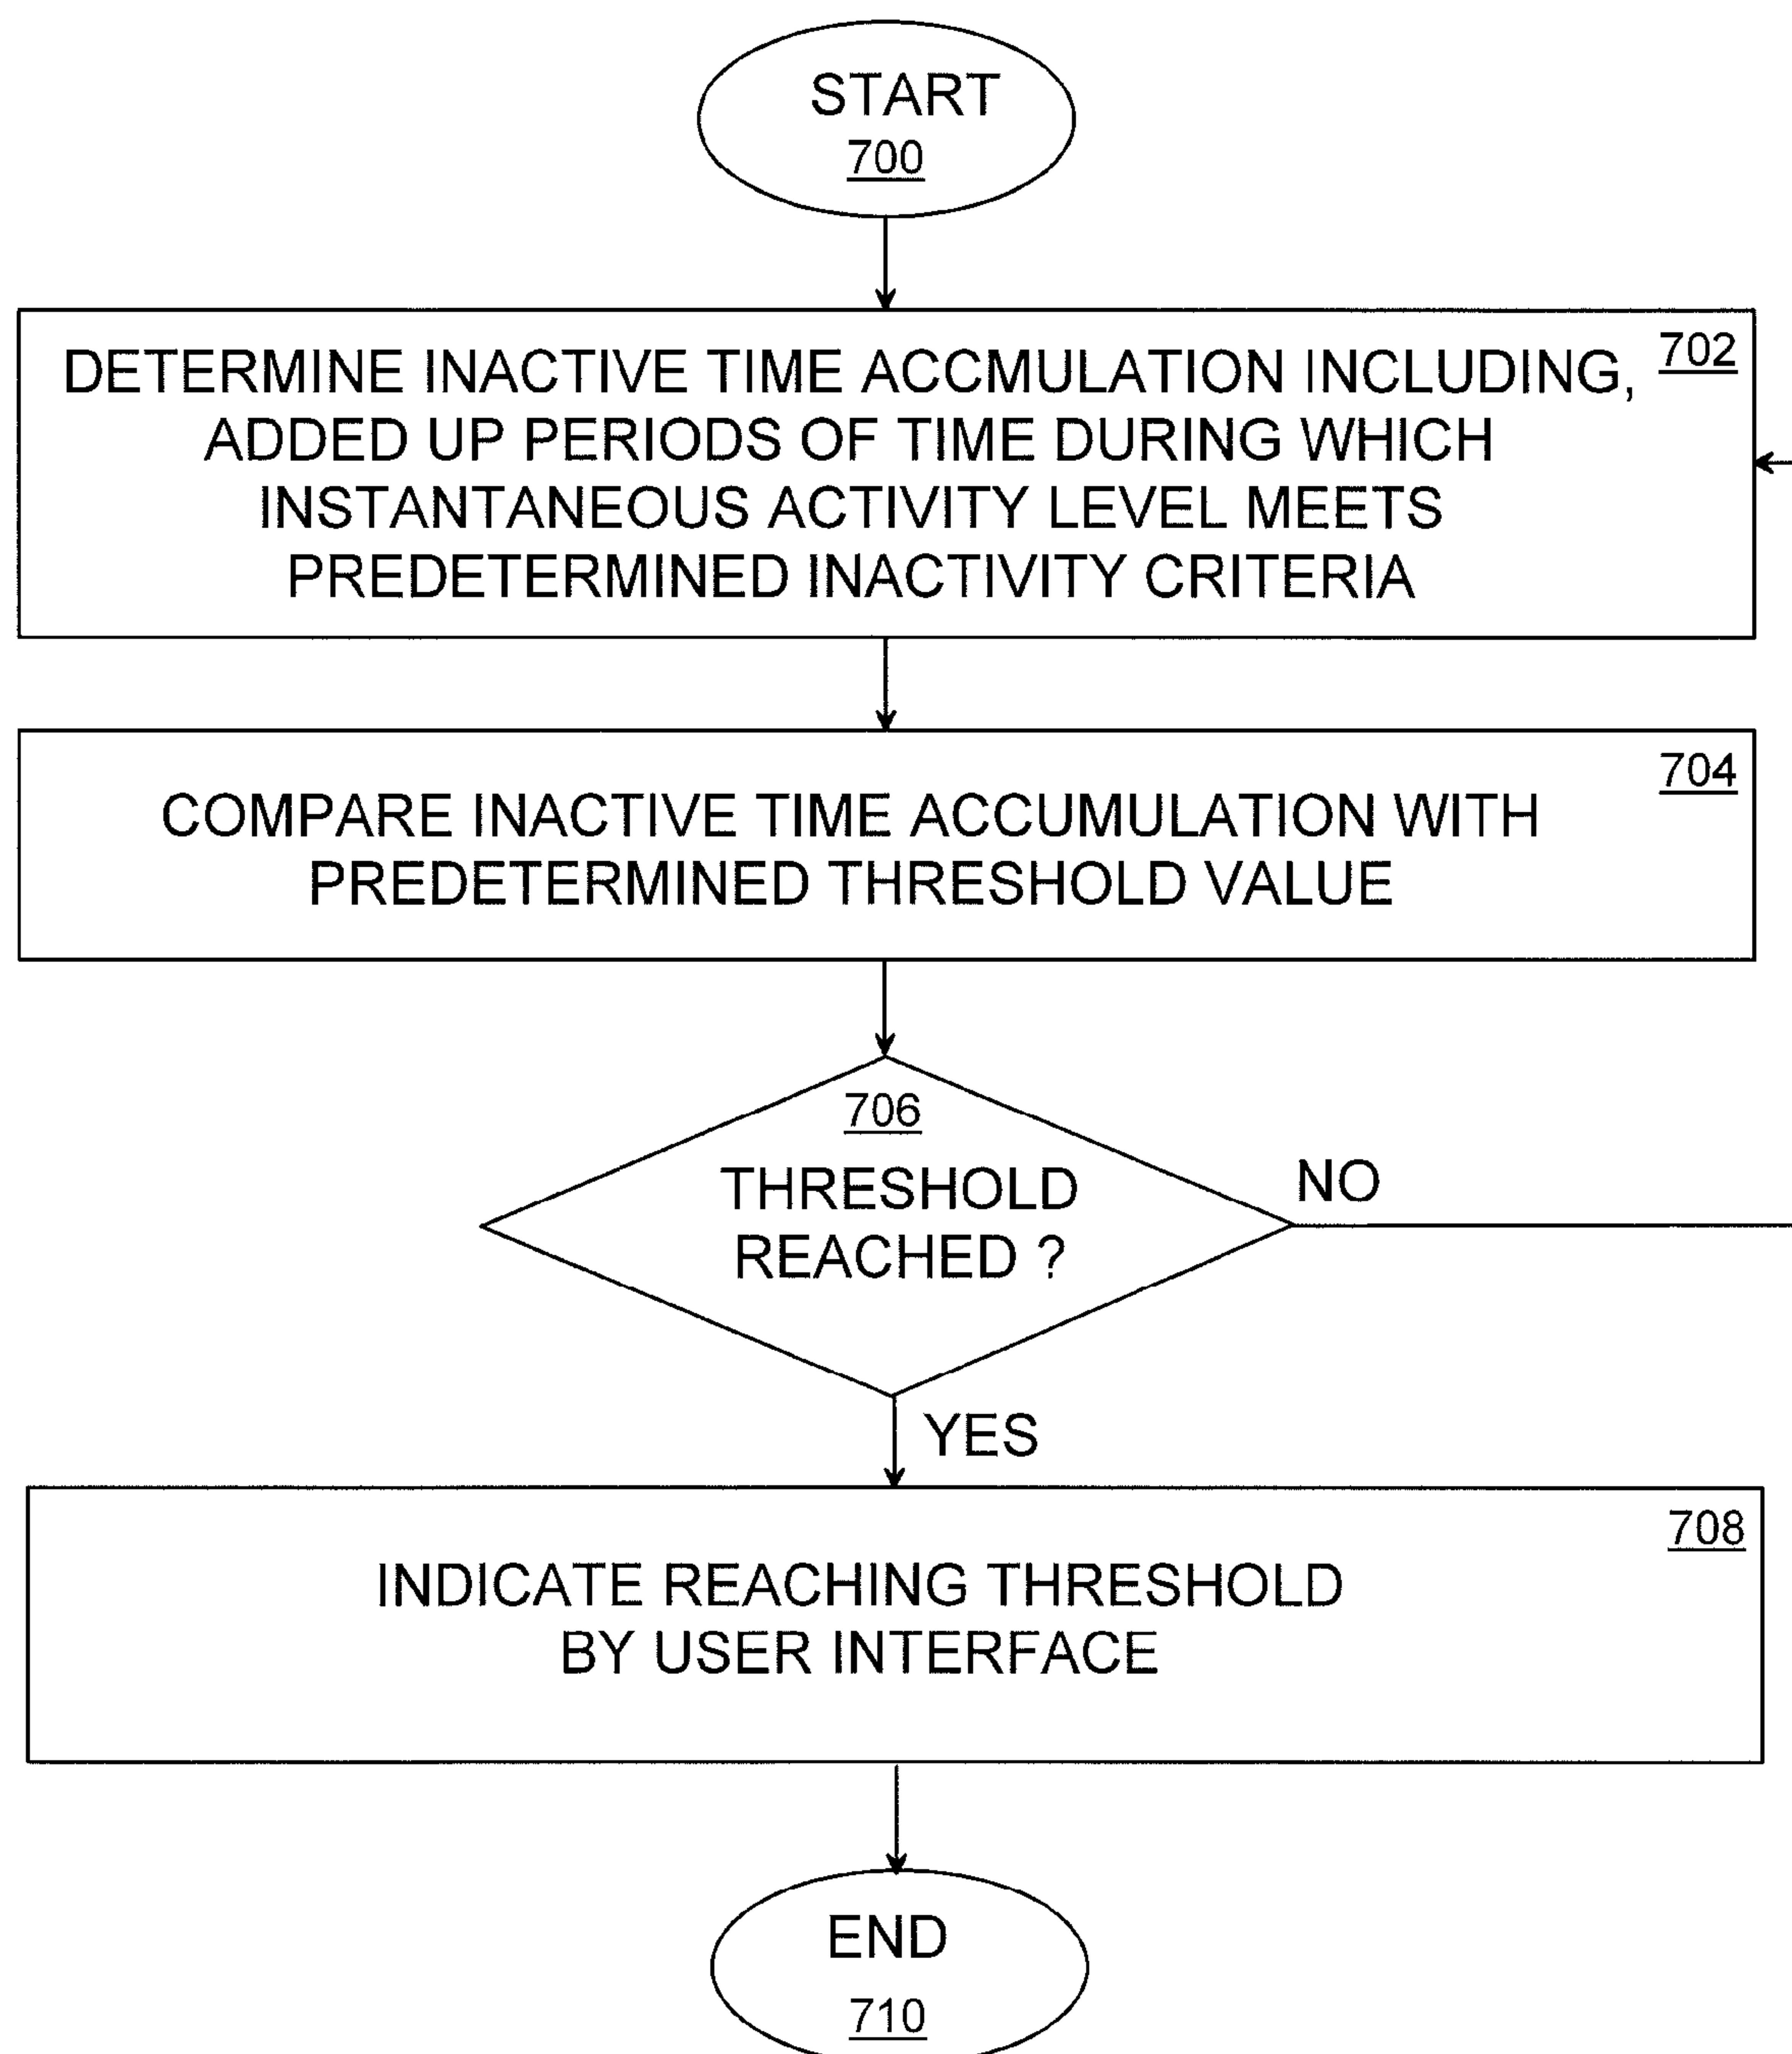 START
700
702
DETERMINE INACTIVE TIME ACCMULATION INCLUDING,
ADDED UP PERIODS OF TIME DURING WHICH
INSTANTANEOUS ACTIVITY LEVEL MEETS
PREDETERMINED INACTIVITY CRITERIA
704
COMPARE INACTIVE TIME ACCUMULATION WITH
PREDETERMINED THRESHOLD VALUE
706
THRESHOLD
REACHED ?
NO
YES
708
INDICATE REACHING THRESHOLD
BY USER INTERFACE
END
710